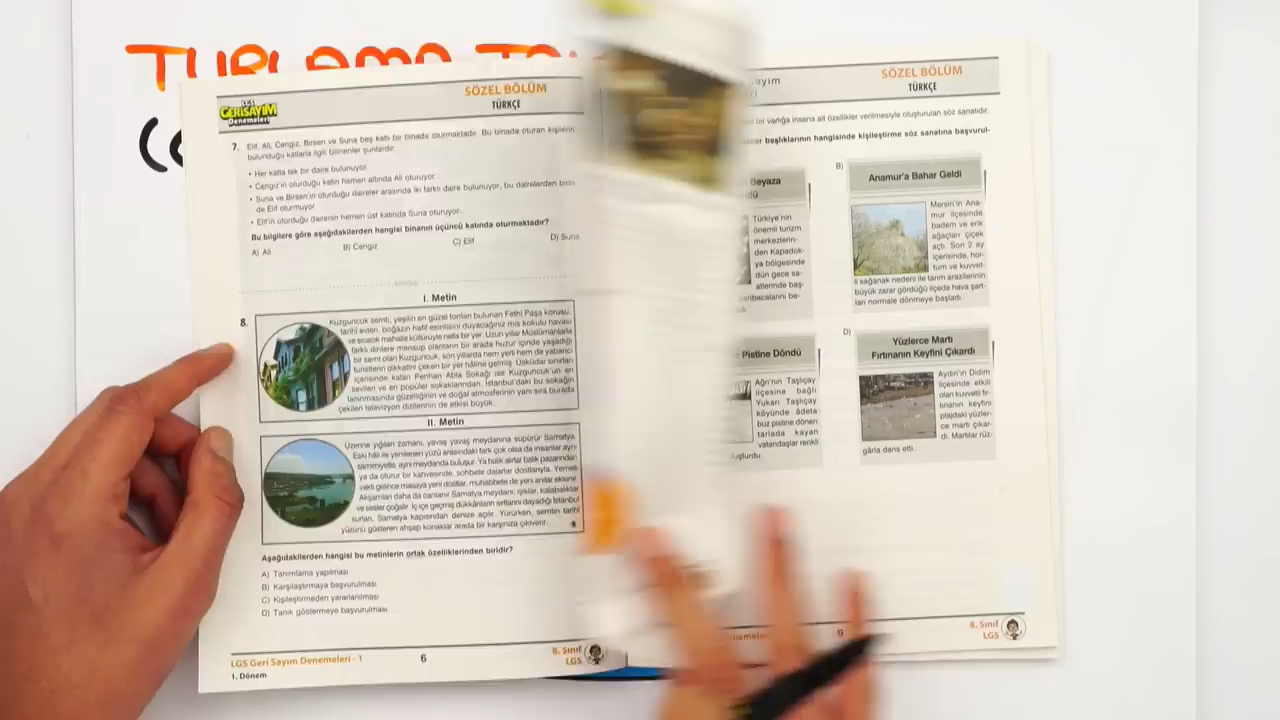 TURLAMA
SÖZEL BÖLÜM
TÜRKÇE
LGS
GERİSAYIM
Denemeleri
7. Elif, Ali, Cengiz, Birsen ve Suna beş katlı bir binada oturmaktadır. Bu binada oturan kişilerin
bulunduğu katlarla ilgili bilinenler şunlardır:
• Her katta tek bir daire bulunuyor.
• Cengiz'in oturduğu katın hemen altında Ali oturuyor.
• Suna ve Birsen'in oturduğu daireler arasında iki farklı daire bulunuyor, bu dairelerden birin-
de Elif oturmuyor.
• Elif'in oturduğu dairenin hemen üst katında Suna oturuyor.
Bu bilgilere göre aşağıdakilerden hangisi binanın üçüncü katında oturmaktadır?
A) Ali B) Cengiz C) Elif D) Suna
8.
I. Metin
Kuzguncuk semti, yeşilin en güzel tonları bulunan Fethi Paşa korusu,
tarihi evleri, boğazın hafif esintisini duyacağınız mis kokulu havası
ve sıcacık mahalle kültürüyle nefis bir yer. Uzun yıllar Müslümanlarla
farklı dinlere mensup olanların bir arada huzur içinde yaşadığı
bir semt olan Kuzguncuk, son yıllarda hem yerli hem de yabancı
turistlerin dikkatini çeken bir yer hâline gelmiş. Üsküdar sınırları
içerisinde kalan Perihan Abla Sokağı ise Kuzguncuk'un en
sevilen ve en popüler sokaklarından. İstanbul'daki bu sokağın
tanınmasında güzelliğinin ve doğal atmosferinin yanı sıra burada
çekilen televizyon dizilerinin de etkisi büyük.
II. Metin
Üzerine yığılan zamanı, yavaş yavaş meydanına süpürür Samatya.
Eski hâli ile yenilenen yüzü arasındaki fark çok olsa da insanlar aynı
samimiyetle, aynı meydanda buluşur. Ya balık alırlar balık pazarından
ya da oturur bir kahvesinde, sohbete dalarlar dostlarıyla. Yemek
vakti gelince masaya yeni dostlar, muhabbete de yeni anılar eklenir.
Akşamları daha da canlanır Samatya meydanı; ışıklar, kalabalıklar
ve sesler çoğalır. İç içe geçmiş dükkânların sırtlarını dayadığı İstanbul
surları, Samatya kapısından denize açılır. Yürürken, semtin tarihî
yüzünü gösteren ahşap konaklar arada bir karşınıza çıkıverir.
Aşağıdakilerden hangisi bu metinlerin ortak özelliklerinden biridir?
A) Tanımlama yapılması
B) Karşılaştırmaya başvurulması
C) Kişileştirmeden yararlanılması
D) Tanık göstermeye başvurulması
LGS Geri Sayım Denemeleri - 1
1. Dönem
6
8. Sınıf
LGS
SÖZEL BÖLÜM
TÜRKÇE
bir varlığa insana ait özellikler verilmesiyle oluşturulan söz sanatıdır.
başlıklarının hangisinde kişileştirme söz sanatına başvurul-
Beyaza
Türkiye'nin
önemli turizm
merkezlerin-
den Kapadok-
ya bölgesinde
dün gece sa-
atlerinde baş-
B)
Anamur'a Bahar Geldi
Mersin'in Ana-
mur ilçesinde
badem ve erik
ağaçları çiçek
açtı. Son 2 ay
içerisinde, hor-
tum ve kuvvet-
li sağanak nedeni ile tarım arazilerinin
büyük zarar gördüğü ilçede hava şart-
ları normale dönmeye başladı.
Pistine Döndü
Ağrı'nın Taşlıçay
ilçesine bağlı
Yukarı Taşlıçay
köyünde âdeta
buz pistine dönen
tarlada kayan
vatandaşlar renkli
D)
Yüzlerce Martı
Fırtınanın Keyfini Çıkardı
Aydın'ın Didim
ilçesinde etkili
olan kuvvetli fır-
tınanın keyfini
plajdaki yüzler-
ce martı çıkar-
dı. Martılar rüz-
gârla dans etti.
9
8. Sınıf
LGS